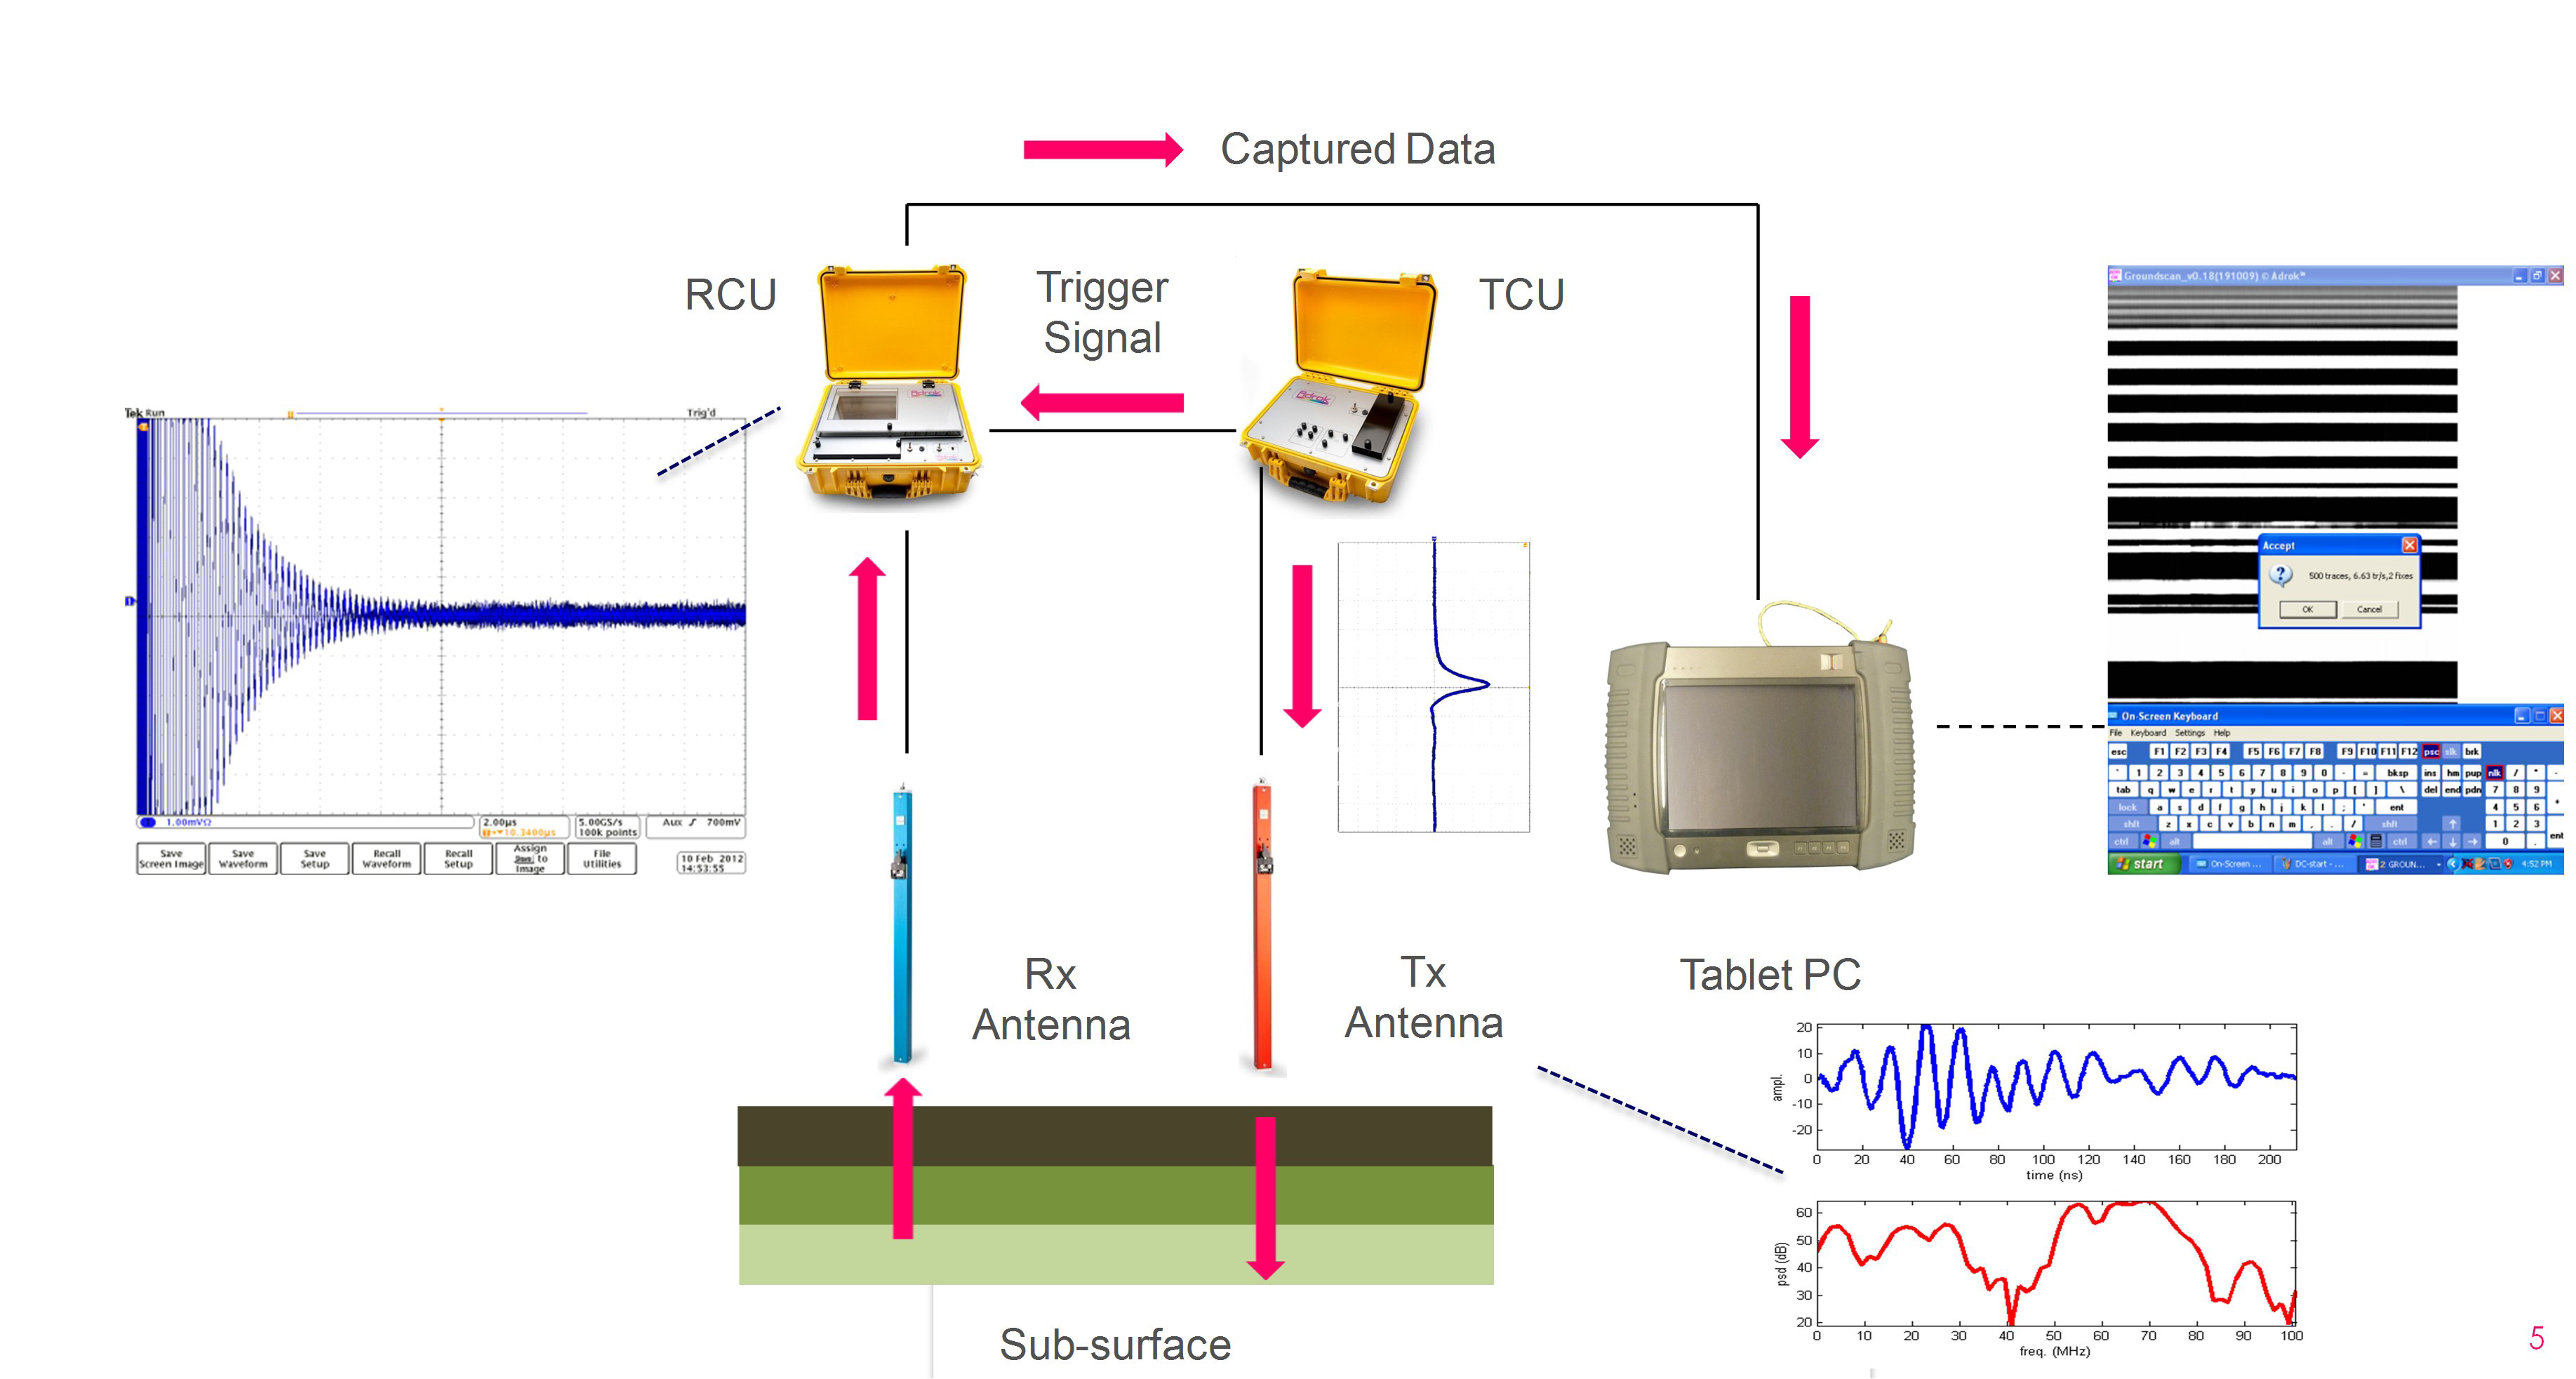 Captured Data
RCU
Trigger
Signal
TCU
Adrok
Adrok
Tek Run
Trig'd
1.00mVΩ
2.00µs
10.3400µs
5.00GS/s
100k points
Aux
700mV
Save
Screen Image
Save
Waveform
Save
Setup
Recall
Waveform
Recall
Setup
Assign
Save to
Image
File
Utilities
10 Feb 2012
14:53:55
Groundscan_v0.18(191009) © Adrok™
Accept
500 traces, 6.63 tr/s,2 fixes
OK
Cancel
On-Screen Keyboard
File Keyboard Settings Help
esc F1 F2 F3 F4 F5 F6 F7 F8 F9 F10 F11 F12 psc slk brk
` 1 2 3 4 5 6 7 8 9 0 - = bksp ins hm pup nlk / * -
tab q w e r t y u i o p [ ] \ del end pdn 7 8 9
lock a s d f g h j k l ; ' ent 4 5 6 +
shft z x c v b n m , . / shft 1 2 3
ctrl alt alt ctrl 0 . ent
start
On-Screen ...
DC-start - ...
2 GROUN...
4:52 PM
Rx
Antenna
Tx
Antenna
Tablet PC
Sub-surface
ampl.
20
10
0
-10
-20
0 20 40 60 80 100 120 140 160 180 200
time (ns)
psd (dB)
60
50
40
30
20
0 10 20 30 40 50 60 70 80 90 100
freq. (MHz)
5